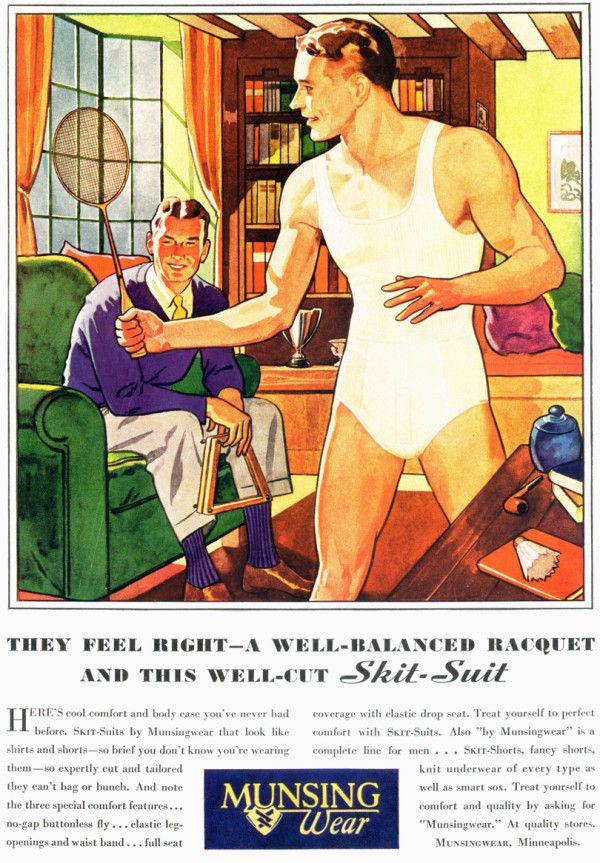 THEY FEEL RIGHT—A WELL-BALANCED RACQUET
AND THIS WELL-CUT Skit-Suit
HERE'S cool comfort and body ease you've never had
before. SKIT-Suits by Munsingwear that look like
shirts and shorts—so brief you don't know you're wearing
them—so expertly cut and tailored
they can't bag or bunch. And note
the three special comfort features...
no-gap buttonless fly...elastic leg-
openings and waist band...full seat
coverage with elastic drop seat. Treat yourself to perfect
comfort with SKIT-Suits. Also "by Munsingwear" is a
complete line for men . . . SKIT-Shorts, fancy shorts,
knit underwear of every type as
well as smart sox. Treat yourself to
comfort and quality by asking for
"Munsingwear." At quality stores.
MUNSINGWEAR, Minneapolis.
MUNSING
Wear